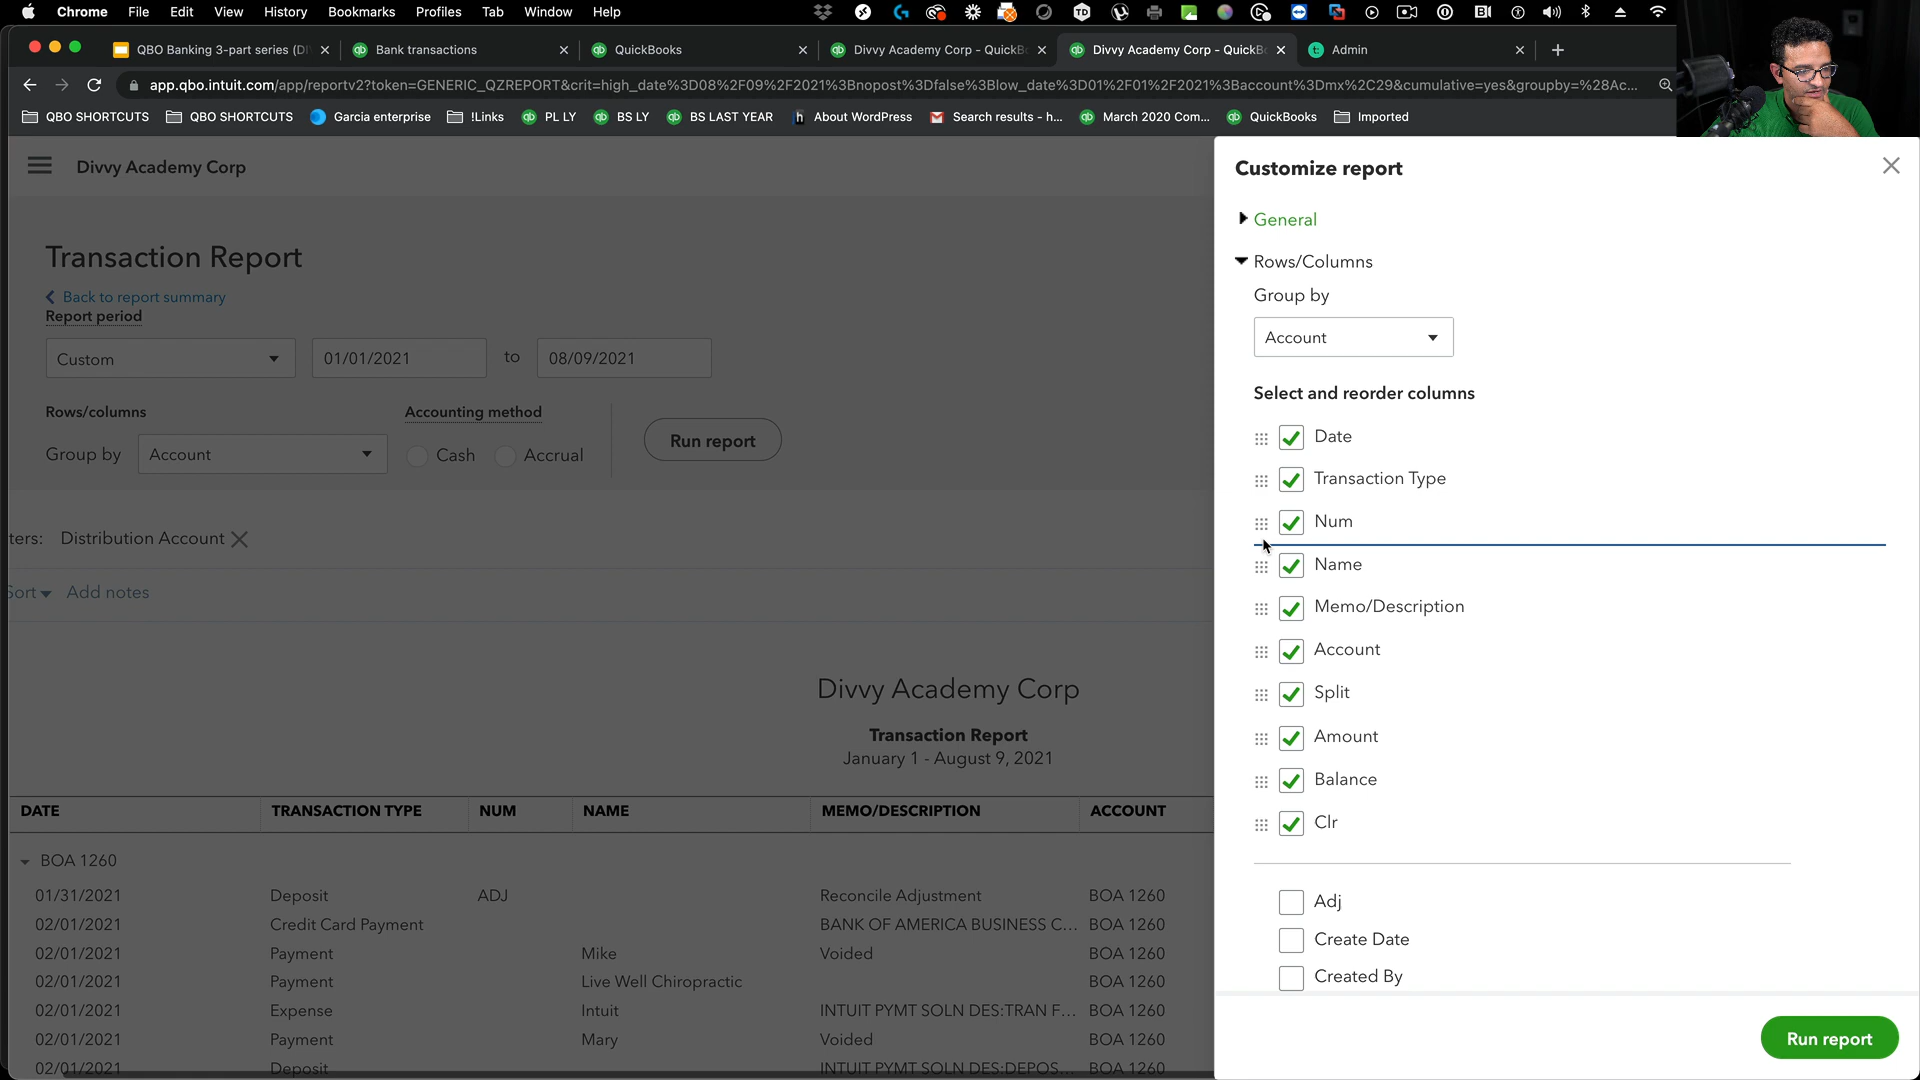 Chrome File Edit View History Bookmarks Profiles Tab Window Help
QBO Banking 3-part series (DI
Bank transactions
QuickBooks
Divvy Academy Corp - QuickB
Divvy Academy Corp - QuickB
Admin
app.qbo.intuit.com/app/reportv2?token=GENERIC_QZREPORT&crit=high_date%3D08%2F09%2F2021%3Bnopost%3Dfalse%3Blow_date%3D01%2F01%2F2021%3Baccount%3Dmx%2C29&cumulative=yes&groupby=%28Ac...
QBO SHORTCUTS QBO SHORTCUTS Garcia enterprise !Links PL LY BS LY BS LAST YEAR About WordPress Search results - h... March 2020 Com... QuickBooks Imported
Divvy Academy Corp
Transaction Report
Back to report summary
Report period
Custom 01/01/2021 to 08/09/2021
Rows/columns Accounting method
Group by Account Cash Accrual Run report
ters: Distribution Account
Sort Add notes
Divvy Academy Corp
Transaction Report
January 1 - August 9, 2021
DATE TRANSACTION TYPE NUM NAME MEMO/DESCRIPTION ACCOUNT
BOA 1260
01/31/2021 Deposit ADJ Reconcile Adjustment BOA 1260
02/01/2021 Credit Card Payment BANK OF AMERICA BUSINESS C... BOA 1260
02/01/2021 Payment Mike Voided BOA 1260
02/01/2021 Payment Live Well Chiropractic BOA 1260
02/01/2021 Expense Intuit INTUIT PYMT SOLN DES:TRAN F... BOA 1260
02/01/2021 Payment Mary Voided BOA 1260
02/01/2021 Deposit INTUIT PYMT SOLN DES:DEPOS... BOA 1260
Customize report
General
Rows/Columns
Group by
Account
Select and reorder columns
Date
Transaction Type
Num
Name
Memo/Description
Account
Split
Amount
Balance
Clr
Adj
Create Date
Created By
Run report